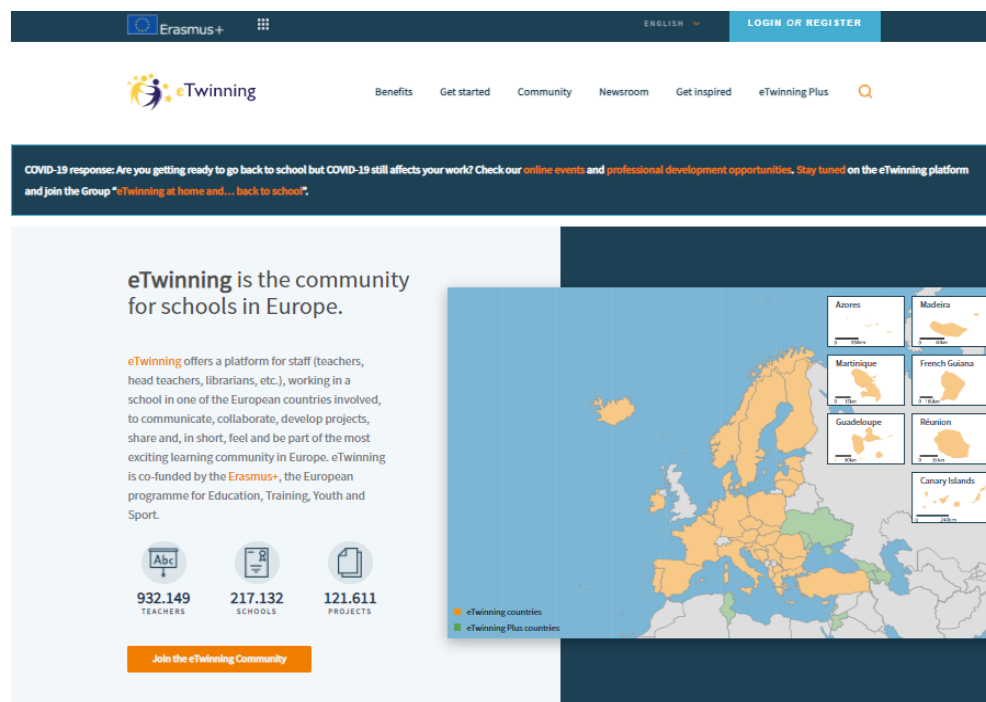 Erasmus+
ENGLISH
LOGIN OR REGISTER
eTwinning
Benefits
Get started
Community
Newsroom
Get inspired
eTwinning Plus
COVID-19 response: Are you getting ready to go back to school but COVID-19 still affects your work? Check our online events and professional development opportunities. Stay tuned on the eTwinning platform
and join the Group "eTwinning at home and... back to school".
eTwinning is the community
for schools in Europe.
eTwinning offers a platform for staff (teachers,
head teachers, librarians, etc.), working in a
school in one of the European countries involved,
to communicate, collaborate, develop projects,
share and, in short, feel and be part of the most
exciting learning community in Europe. eTwinning
is co-funded by the Erasmus+, the European
programme for Education, Training, Youth and
Sport.
Abc
932.149
TEACHERS
217.132
SCHOOLS
121.611
PROJECTS
Join the eTwinning Community
Azores
Madeira
Martinique
French Guiana
Guadeloupe
Réunion
Canary Islands
eTwinning countries
eTwinning Plus countries